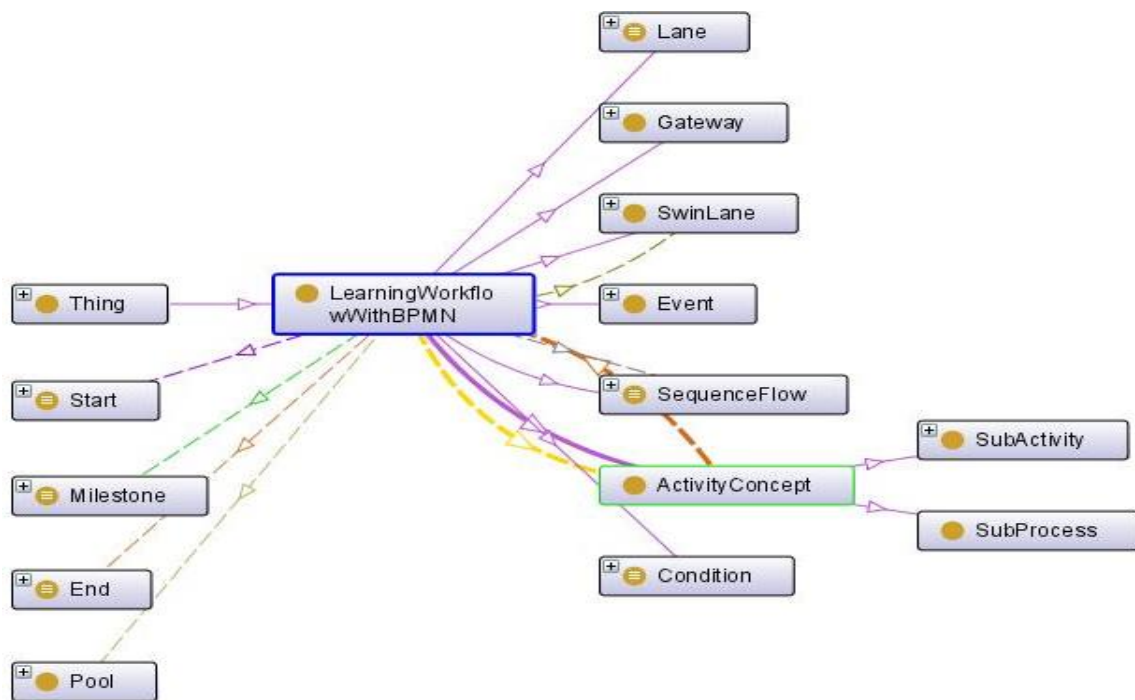 Lane
Gateway
SwinLane
Thing
LearningWorkflo
wWithBPMN
Event
Start
SequenceFlow
SubActivity
Milestone
ActivityConcept
SubProcess
End
Condition
Pool